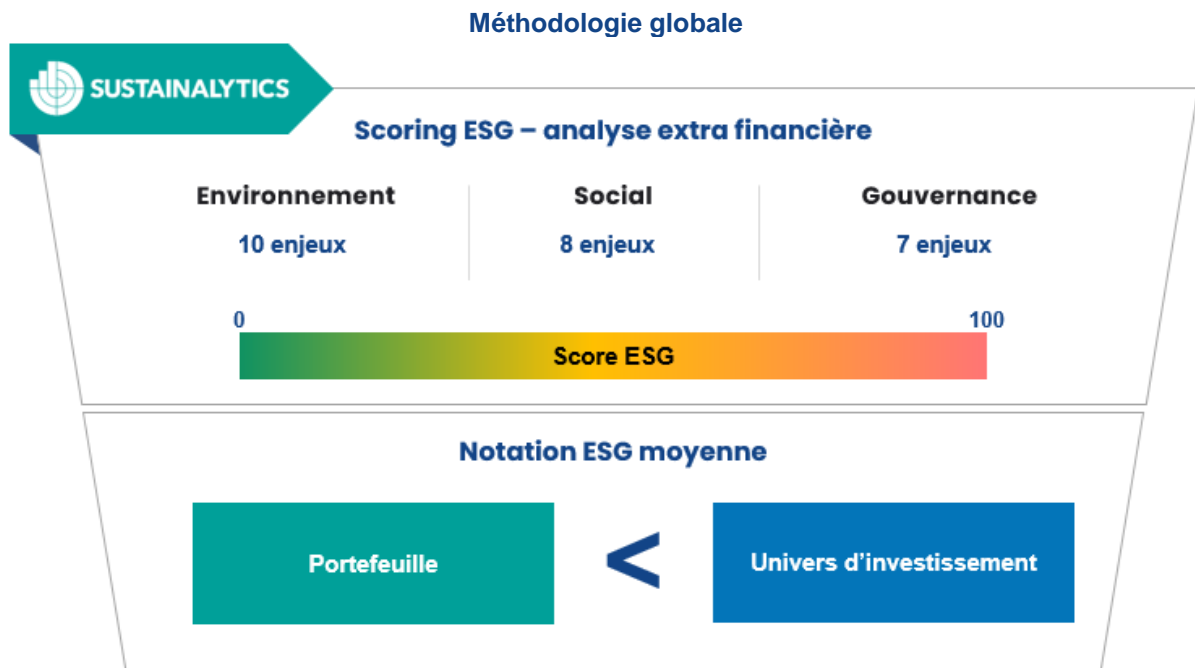 Méthodologie globale
SUSTAINALYTICS
Scoring ESG – analyse extra financière
Environnement
Social
Gouvernance
10 enjeux
8 enjeux
7 enjeux
0
100
Score ESG
Notation ESG moyenne
Portefeuille
<
Univers d'investissement